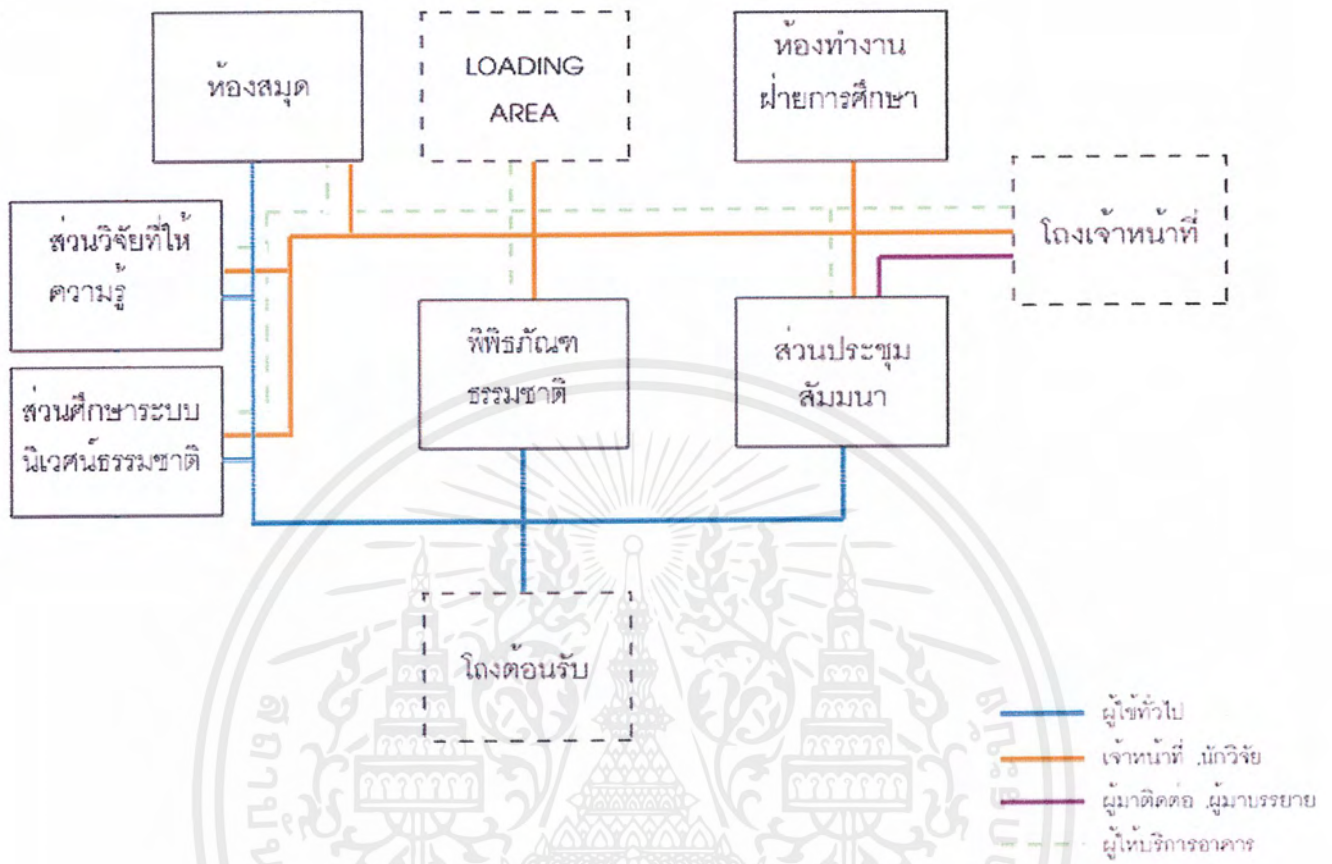 ห้องสมุด
LOADING
AREA
ห้องทำงาน
ฝ่ายการศึกษา
ส่วนวิจัยที่ให้
ความรู้
โถงเจ้าหน้าที่
พิพิธภัณฑ
ธรรมชาติ
ส่วนประชุม
สัมมนา
ส่วนศึกษาระบบ
นิเวศน์ธรรมชาติ
โถงต้อนรับ
ผู้ใช้ทั่วไป
เจ้าหน้าที่ ,นักวิจัย
ผู้มาติดต่อ ,ผู้มาบรรยาย
ผู้ให้บริการอาคาร